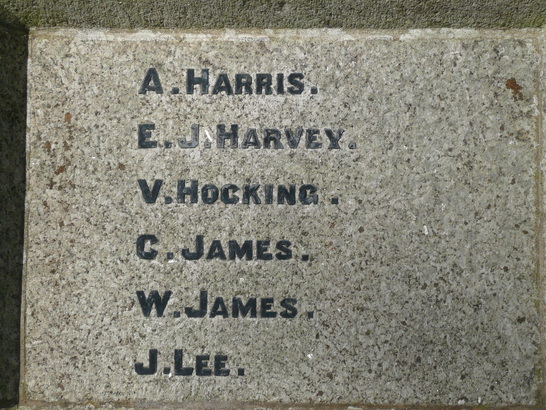 A. HARRIS.
E. J. HARVEY.
V. HOCKING.
C. JAMES.
W. JAMES.
J. LEE.